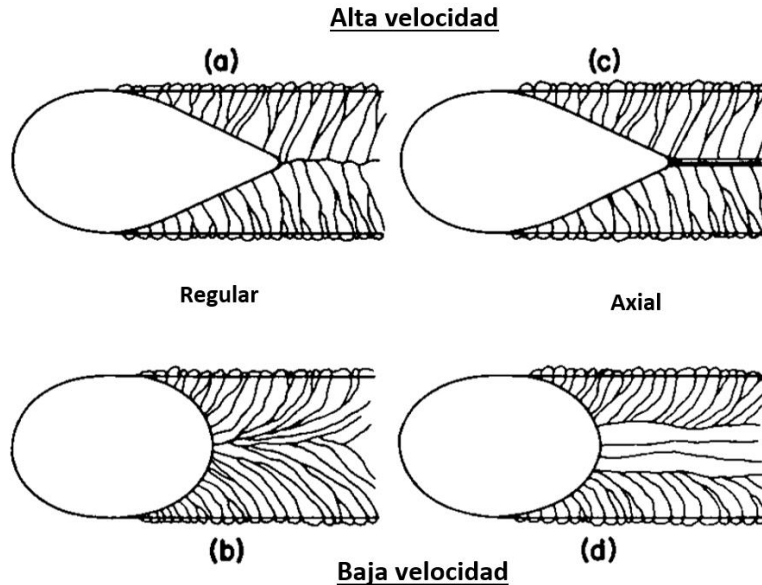 Alta velocidad
(a)
(c)
Regular
Axial
(b)
(d)
Baja velocidad